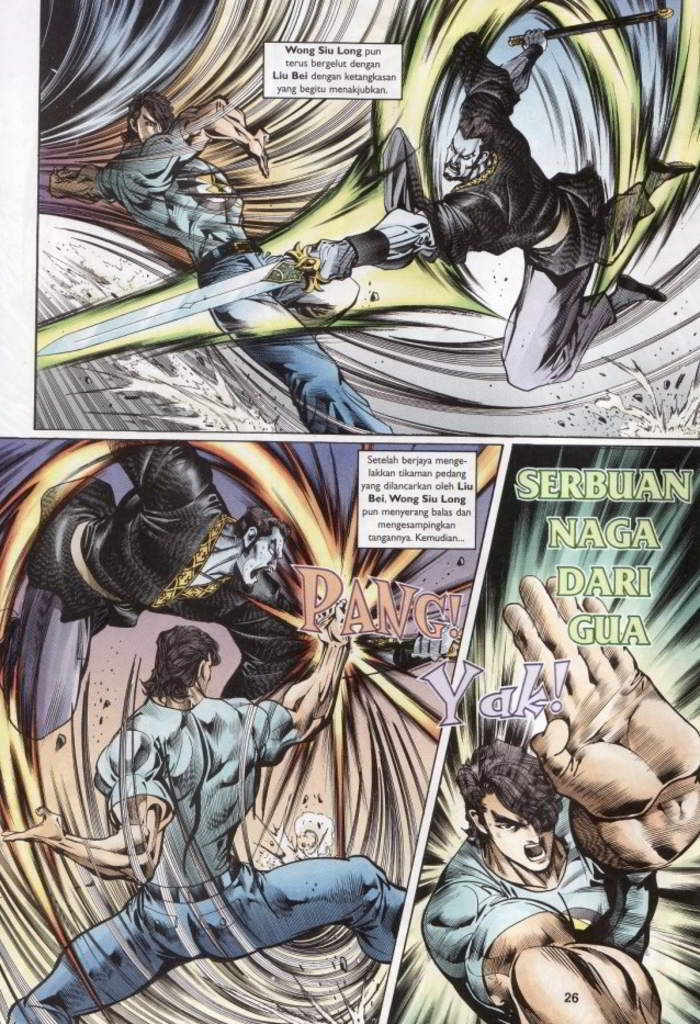 Wong Siu Long pun
terus bergelut dengan
Liu Bei dengan ketangkasan
yang begitu menakjubkan.
Setelah berjaya menge-
lakkan tikaman pedang
yang dilancarkan oleh Liu
Bei, Wong Siu Long
pun menyerang balas dan
mengesampingkan
tangannya. Kemudian...
PANG!
Yak!
SERBUAN
NAGA
DARI
GUA
26